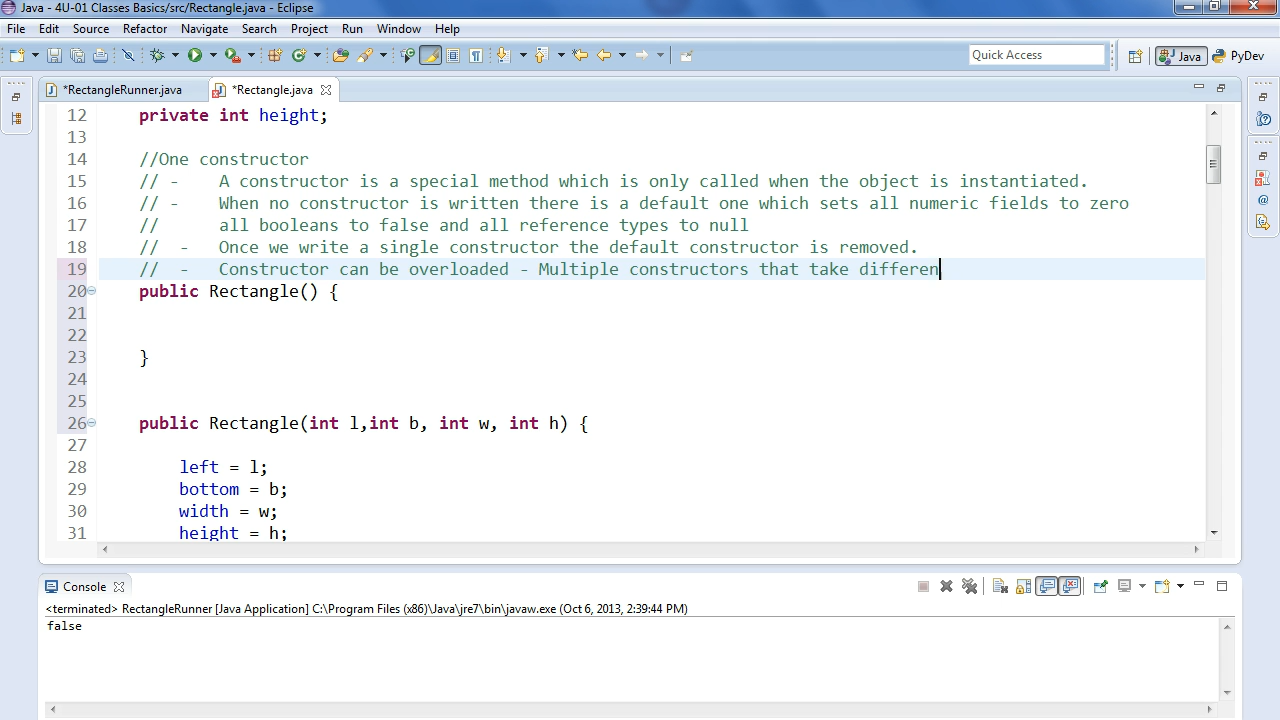 Java - 4U-01 Classes Basics/src/Rectangle.java - Eclipse
File Edit Source Refactor Navigate Search Project Run Window Help
Quick Access Java PyDev
*RectangleRunner.java *Rectangle.java
12 private int height;
13
14 //One constructor
15 // - A constructor is a special method which is only called when the object is instantiated.
16 // - When no constructor is written there is a default one which sets all numeric fields to zero
17 // all booleans to false and all reference types to null
18 // - Once we write a single constructor the default constructor is removed.
19 // - Constructor can be overloaded - Multiple constructors that take differen
20 public Rectangle() {
21
22
23 }
24
25
26 public Rectangle(int l,int b, int w, int h) {
27
28 left = l;
29 bottom = b;
30 width = w;
31 height = h;
Console
<terminated> RectangleRunner [Java Application] C:\Program Files (x86)\Java\jre7\bin\javaw.exe (Oct 6, 2013, 2:39:44 PM)
false